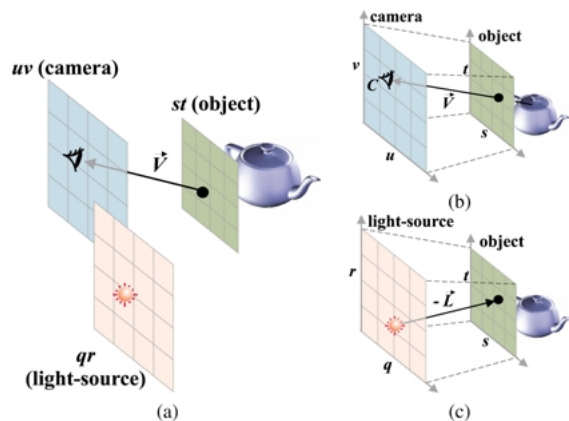 uv (camera)
st (object)
V
qr
(light-source)
(a)
camera
object
v
t
C
V
s
u
(b)
light-source
object
r
t
- L
s
q
(c)